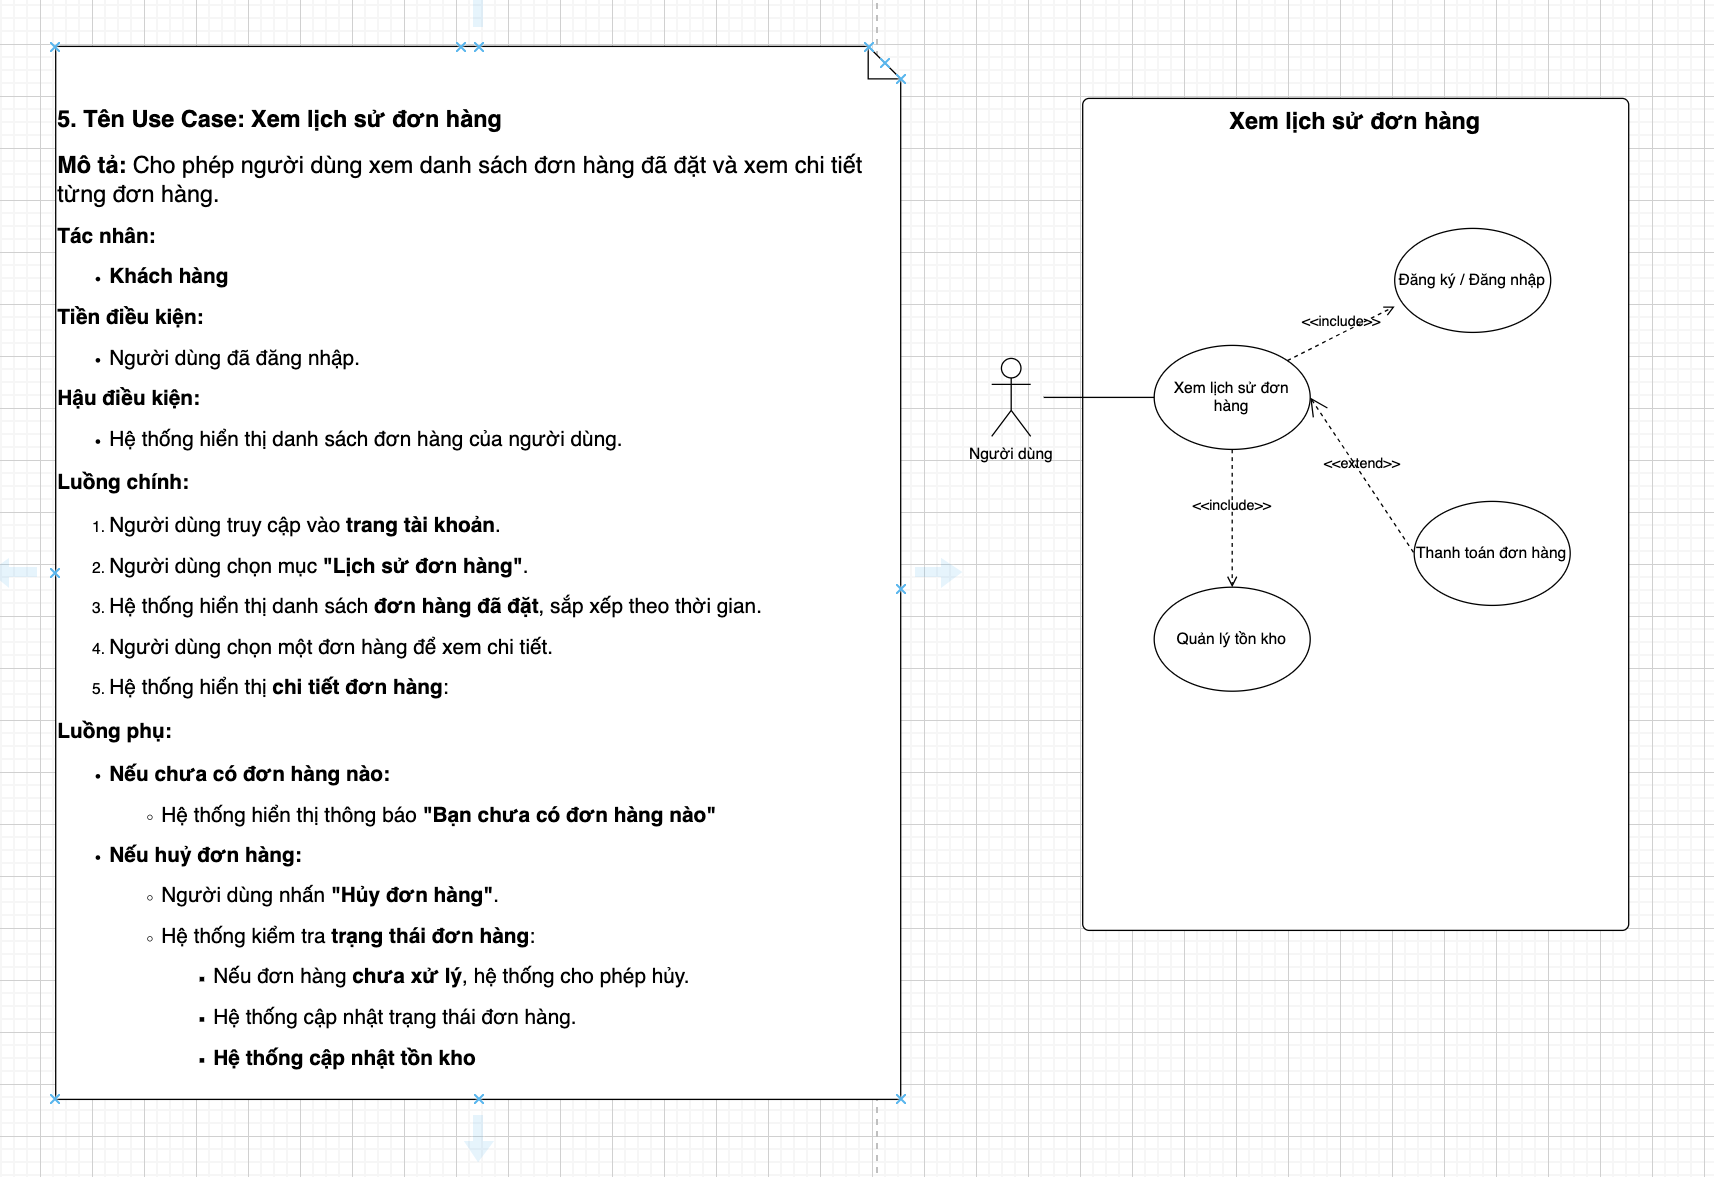 5. Tên Use Case: Xem lịch sử đơn hàng
Mô tả: Cho phép người dùng xem danh sách đơn hàng đã đặt và xem chi tiết
từng đơn hàng.
Tác nhân:
• Khách hàng
Tiền điều kiện:
• Người dùng đã đăng nhập.
Hậu điều kiện:
• Hệ thống hiển thị danh sách đơn hàng của người dùng.
Luồng chính:
1. Người dùng truy cập vào trang tài khoản.
2. Người dùng chọn mục "Lịch sử đơn hàng".
3. Hệ thống hiển thị danh sách đơn hàng đã đặt, sắp xếp theo thời gian.
4. Người dùng chọn một đơn hàng để xem chi tiết.
5. Hệ thống hiển thị chi tiết đơn hàng:
Luồng phụ:
• Nếu chưa có đơn hàng nào:
◦ Hệ thống hiển thị thông báo "Bạn chưa có đơn hàng nào"
• Nếu huỷ đơn hàng:
◦ Người dùng nhấn "Hủy đơn hàng".
◦ Hệ thống kiểm tra trạng thái đơn hàng:
▪ Nếu đơn hàng chưa xử lý, hệ thống cho phép hủy.
▪ Hệ thống cập nhật trạng thái đơn hàng.
▪ Hệ thống cập nhật tồn kho
Xem lịch sử đơn hàng
Đăng ký / Đăng nhập
<<include>>
Xem lịch sử đơn
hàng
Người dùng
<<extend>>
<<include>>
Thanh toán đơn hàng
Quản lý tồn kho